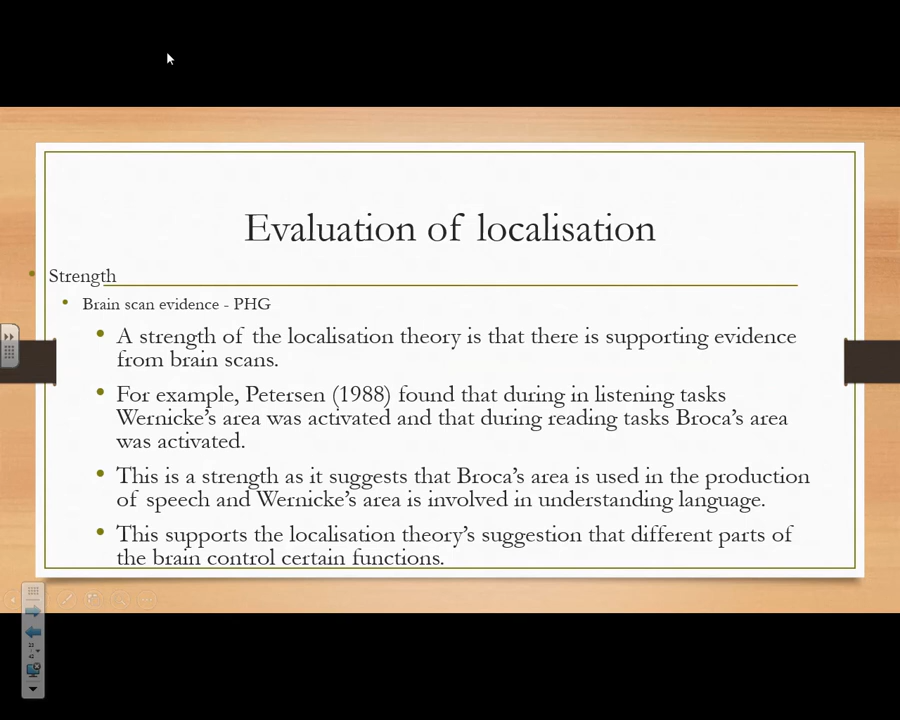 Evaluation of localisation
Strength
Brain scan evidence - PHG
A strength of the localisation theory is that there is supporting evidence
from brain scans.
For example, Petersen (1988) found that during in listening tasks
Wernicke's area was activated and that during reading tasks Broca's area
was activated.
This is a strength as it suggests that Broca's area is used in the production
of speech and Wernicke's area is involved in understanding language.
This supports the localisation theory's suggestion that different parts of
the brain control certain functions.